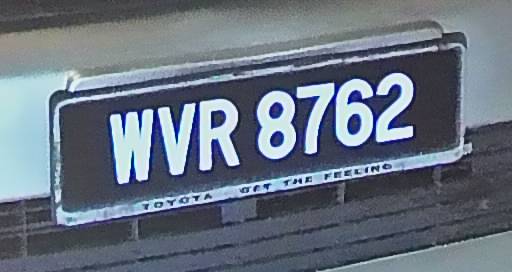 WVR 8762
TOYOTA GET THE FEELING